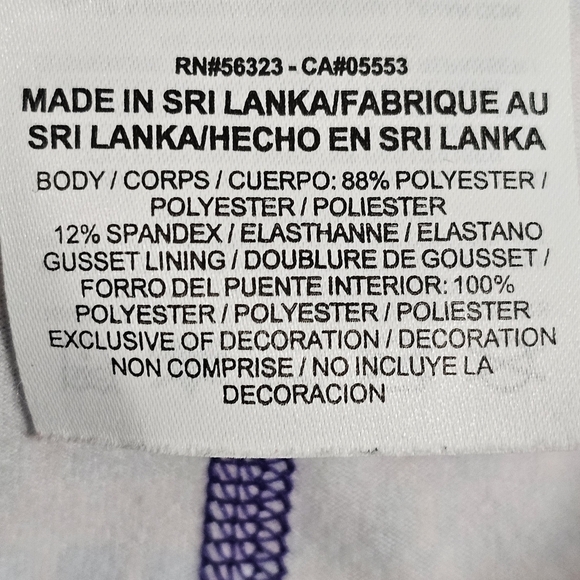 RN#56323 - CA#05553
MADE IN SRI LANKA/FABRIQUE AU
SRI LANKA/HECHO EN SRI LANKA
BODY / CORPS / CUERPO: 88% POLYESTER /
POLYESTER / POLIESTER
12% SPANDEX / ELASTHANNE / ELASTANO
GUSSET LINING / DOUBLURE DE GOUSSET /
FORRO DEL PUENTE INTERIOR: 100%
POLYESTER / POLYESTER / POLIESTER
EXCLUSIVE OF DECORATION / DECORATION
NON COMPRISE / NO INCLUYE LA
DECORACION